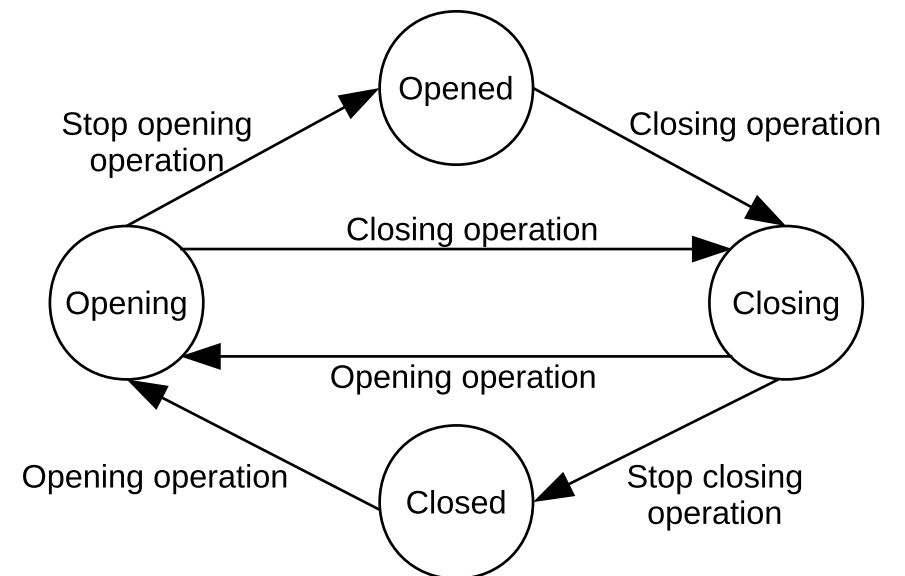 Opened
Stop opening
operation
Closing operation
Closing operation
Opening
Closing
Opening operation
Opening operation
Closed
Stop closing
operation